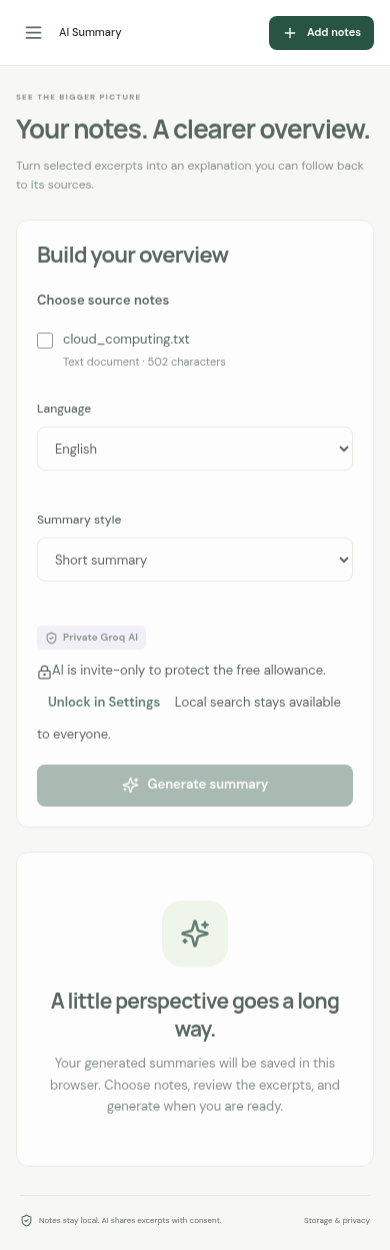 AI Summary
Add notes
SEE THE BIGGER PICTURE
Your notes. A clearer overview.
Turn selected excerpts into an explanation you can follow back
to its sources.
Build your overview
Choose source notes
cloud_computing.txt
Text document · 502 characters
Language
English
Summary style
Short summary
Private Groq AI
AI is invite-only to protect the free allowance.
Unlock in Settings Local search stays available
to everyone.
Generate summary
A little perspective goes a long
way.
Your generated summaries will be saved in this
browser. Choose notes, review the excerpts, and
generate when you are ready.
Notes stay local. AI shares excerpts with consent.
Storage & privacy